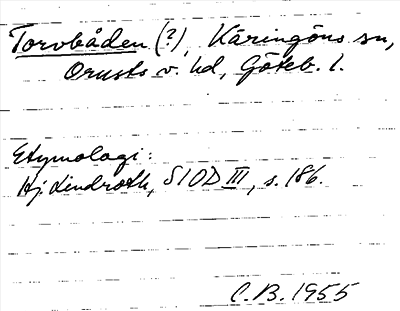 Torvbåden (?), Käringöns sn,
Orusts v. hd, Göteb. l.
Etymologi:
Hj Lindroth, SIOD III, s. 186.
C.B. 1955